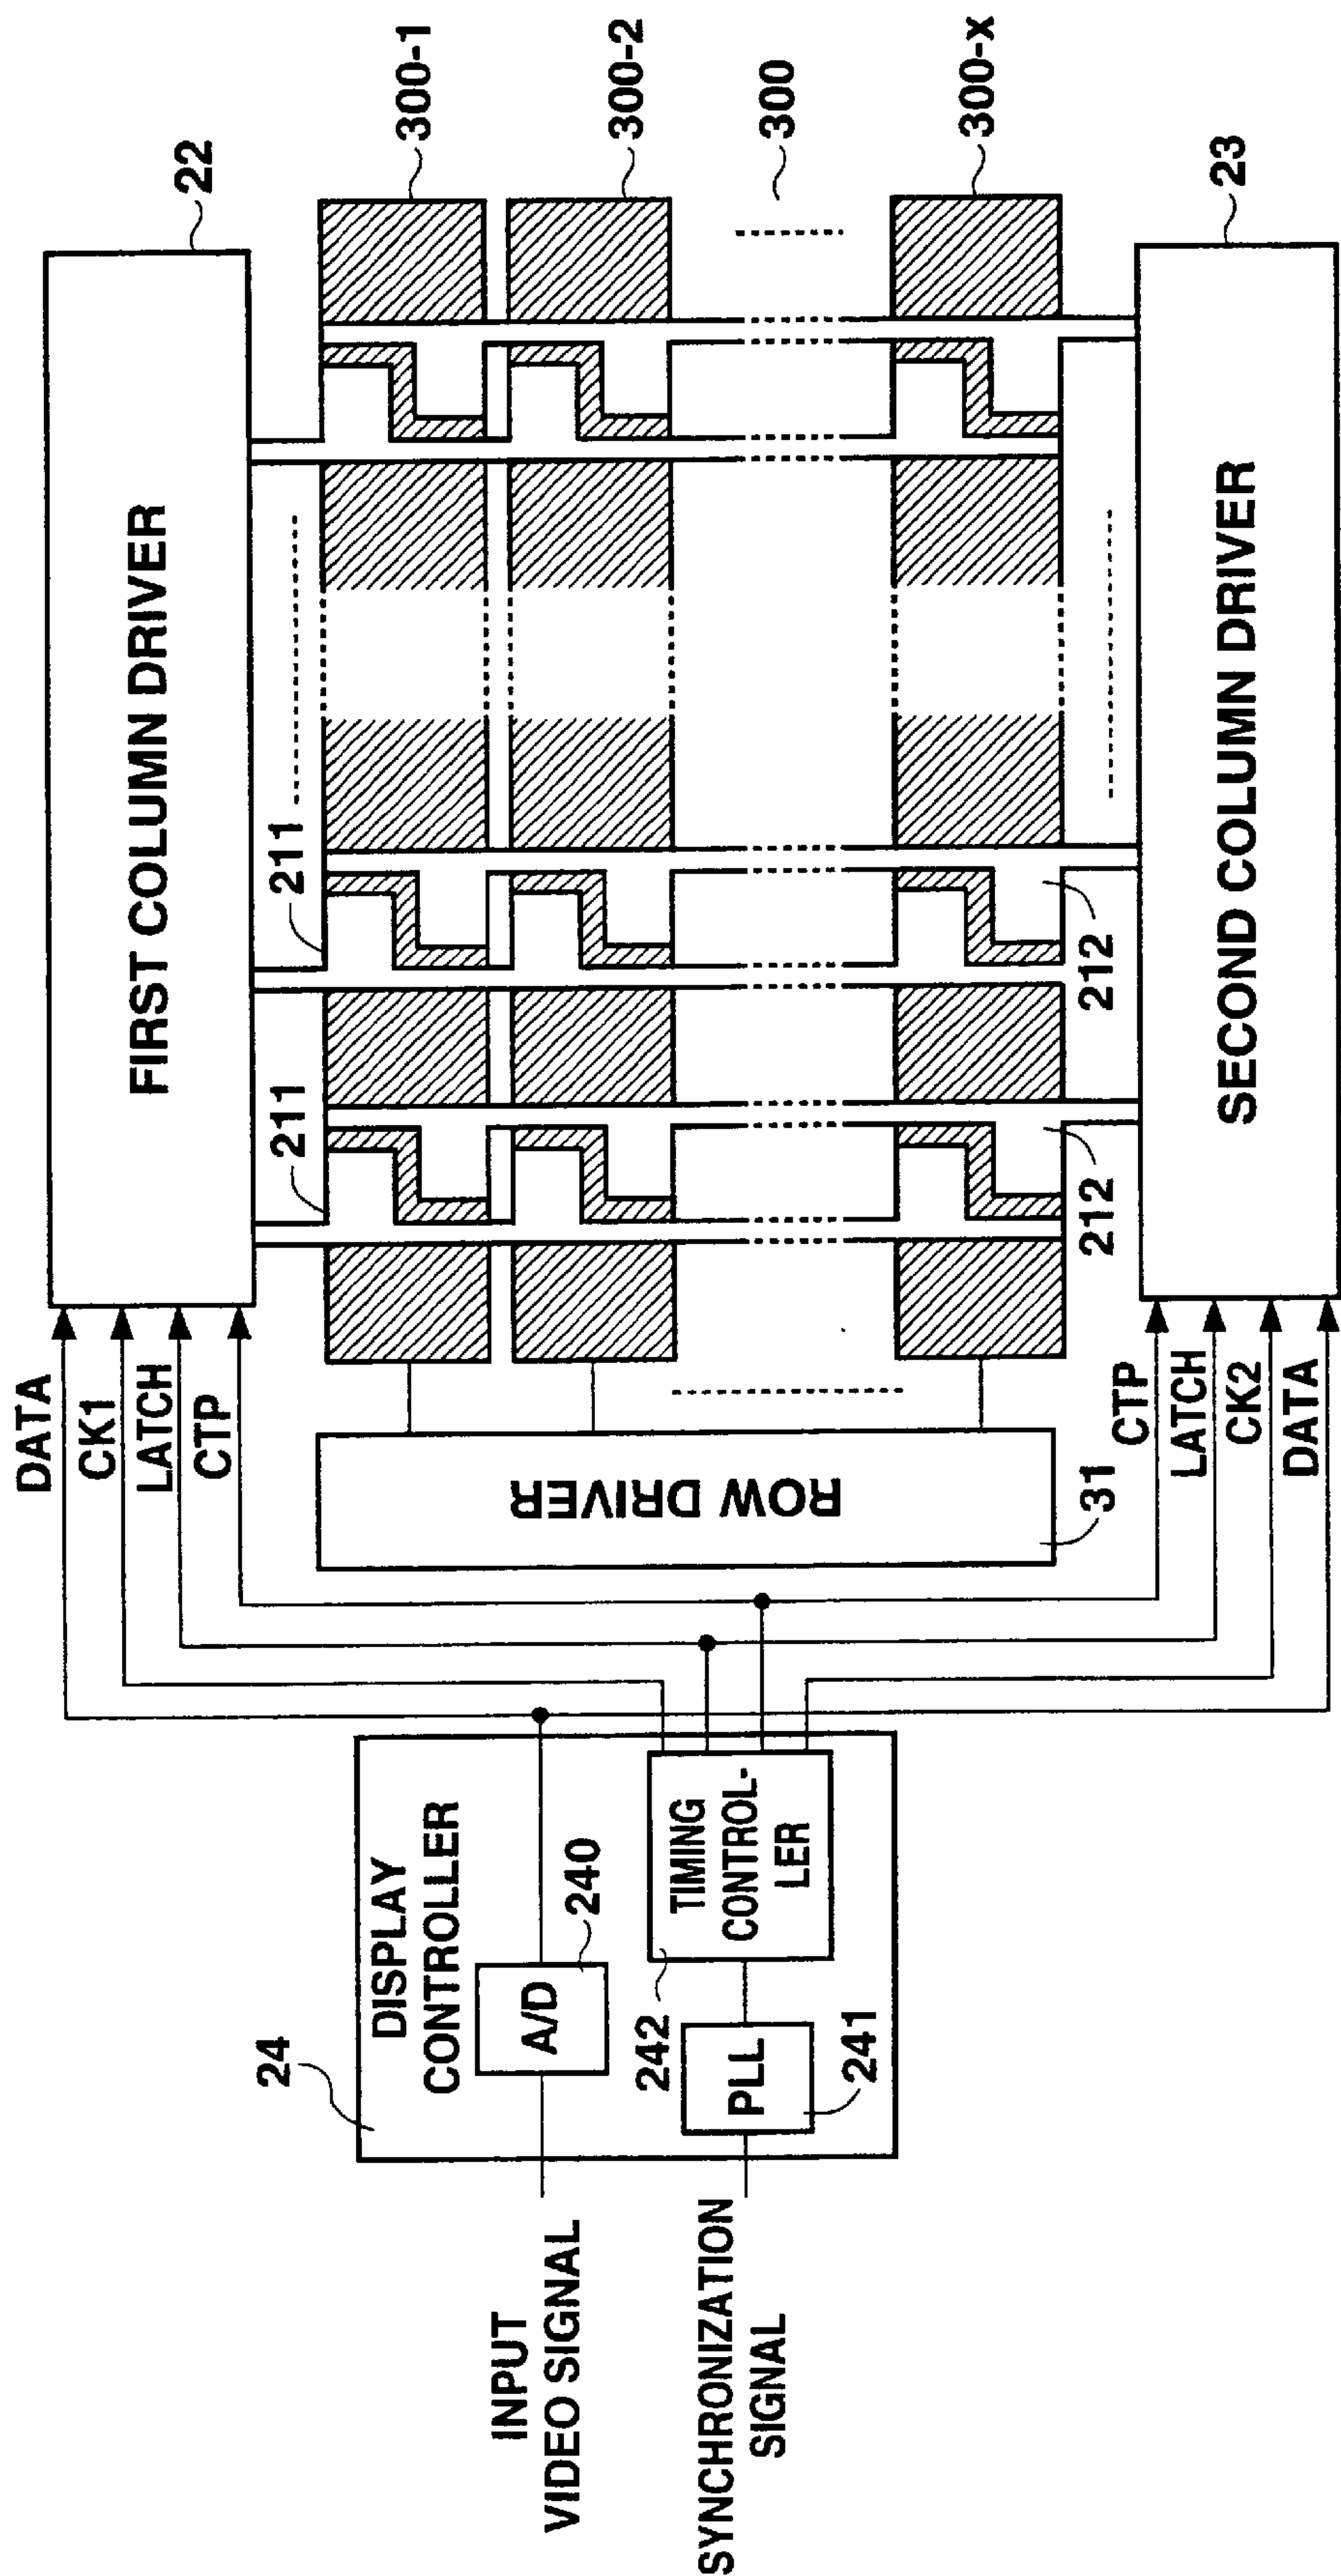 22
FIRST COLUMN DRIVER
300-1
300-2
300
300-x
23
SECOND COLUMN DRIVER
211
211
212
212
DATA
CK1
LATCH
CTP
CTP
LATCH
CK2
DATA
ROW DRIVER
31
24
DISPLAY
CONTROLLER
A/D
240
TIMING
CONTROL-
LER
242
PLL
241
INPUT
VIDEO SIGNAL
SYNCHRONIZATION
SIGNAL